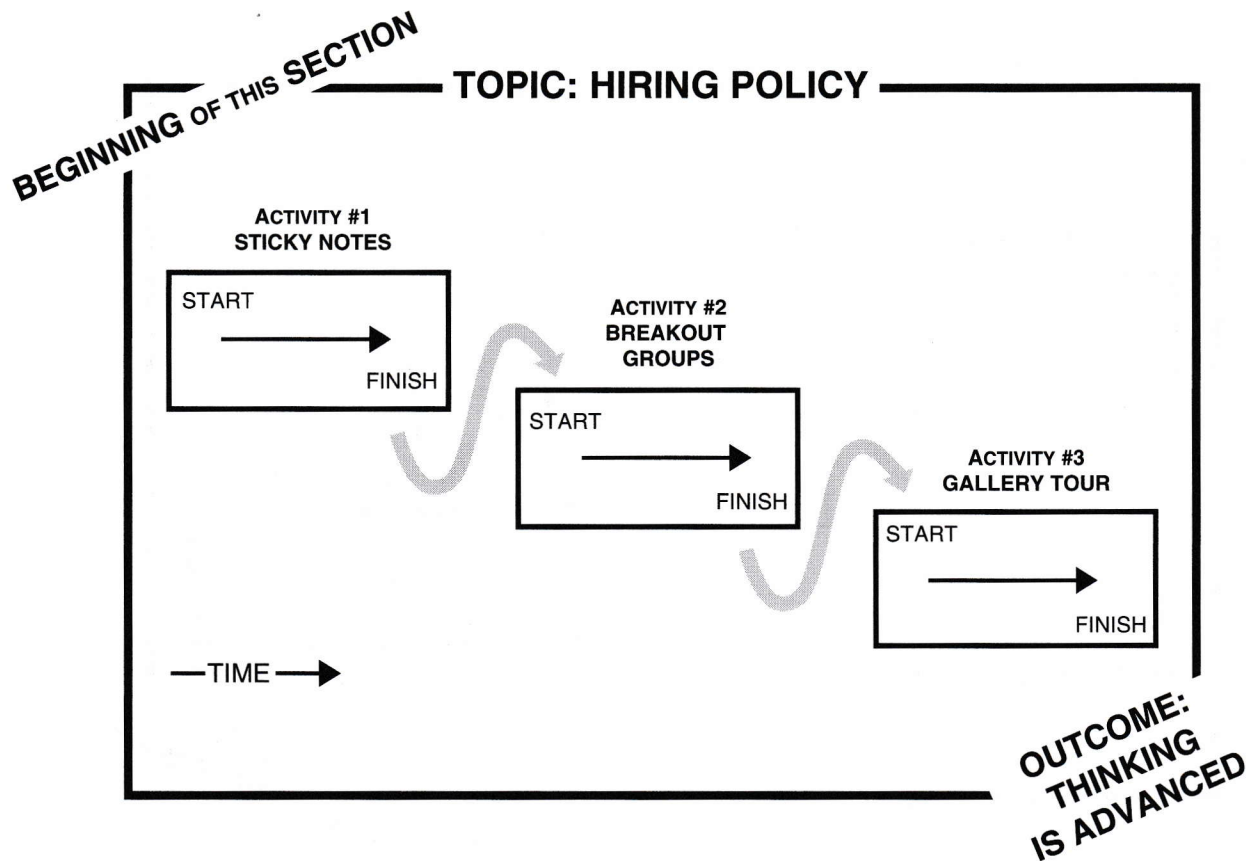 BEGINNING OF THIS SECTION
TOPIC: HIRING POLICY
ACTIVITY #1
STICKY NOTES
START
FINISH
ACTIVITY #2
BREAKOUT
GROUPS
START
FINISH
ACTIVITY #3
GALLERY TOUR
START
FINISH
TIME
OUTCOME:
THINKING
IS ADVANCED